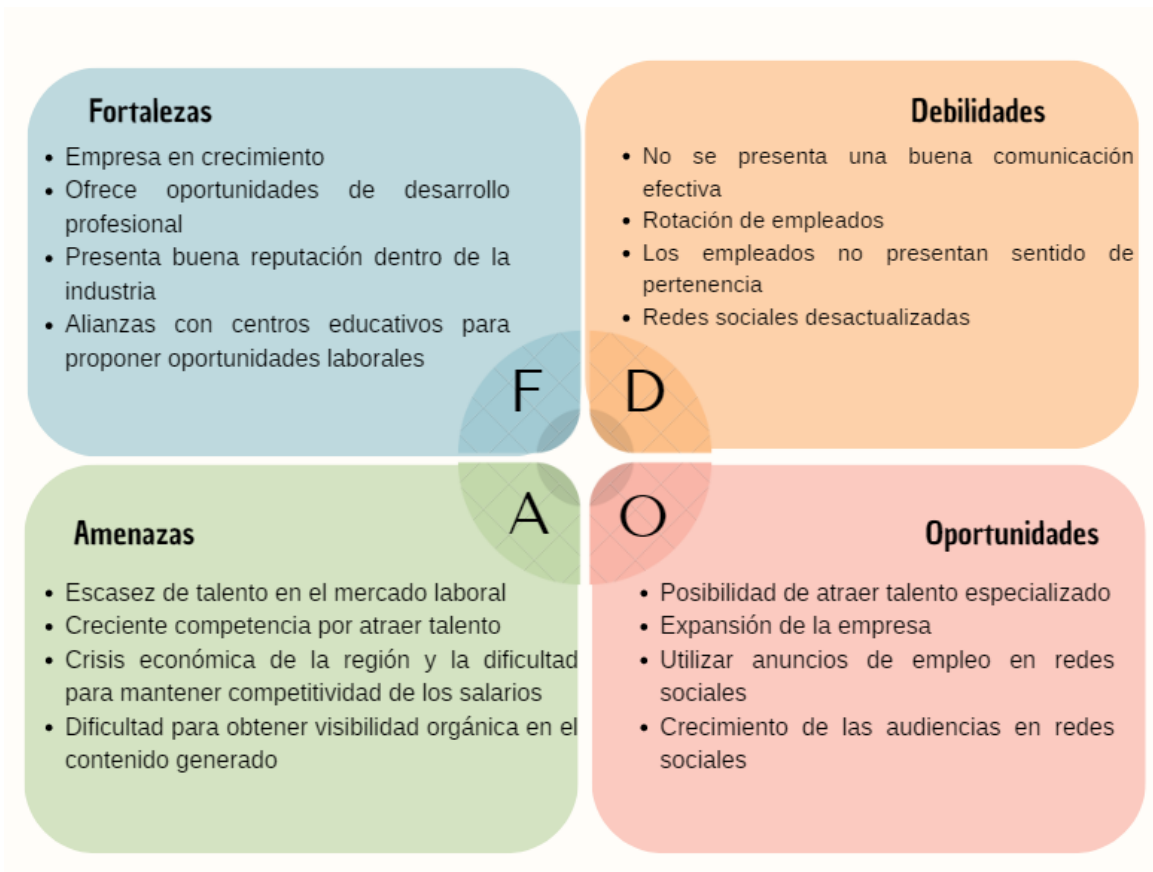 Fortalezas
• Empresa en crecimiento
• Ofrece oportunidades de desarrollo
profesional
• Presenta buena reputación dentro de la
industria
• Alianzas con centros educativos para
proponer oportunidades laborales
F
Debilidades
• No se presenta una buena comunicación
efectiva
• Rotación de empleados
• Los empleados no presentan sentido de
pertenencia
• Redes sociales desactualizadas
D
Amenazas
• Escasez de talento en el mercado laboral
• Creciente competencia por atraer talento
• Crisis económica de la región y la dificultad
para mantener competitividad de los salarios
• Dificultad para obtener visibilidad orgánica en el
contenido generado
A
Oportunidades
• Posibilidad de atraer talento especializado
• Expansión de la empresa
• Utilizar anuncios de empleo en redes
sociales
• Crecimiento de las audiencias en redes
sociales
O